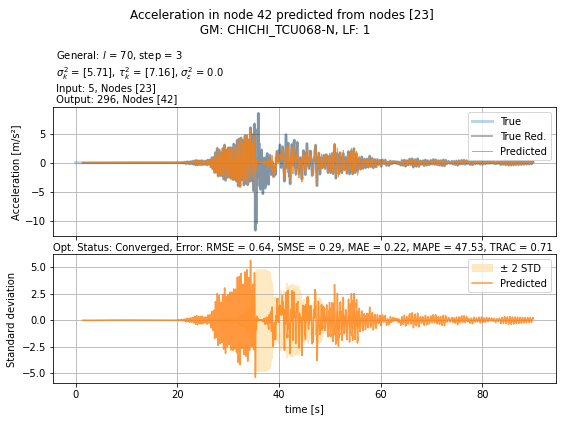 Acceleration in node 42 predicted from nodes [23]
GM: CHICHI_TCU068-N, LF: 1
General: l = 70, step = 3
σ²ₖ = [5.71], τ²ₖ = [7.16], σ²ε = 0.0
Input: 5, Nodes [23]
Output: 296, Nodes [42]
Acceleration [m/s²]
5
0
−5
−10
True
True Red.
Predicted
Opt. Status: Converged, Error: RMSE = 0.64, SMSE = 0.29, MAE = 0.22, MAPE = 47.53, TRAC = 0.71
Standard deviation
5.0
2.5
0.0
−2.5
−5.0
± 2 STD
Predicted
0 20 40 60 80
time [s]